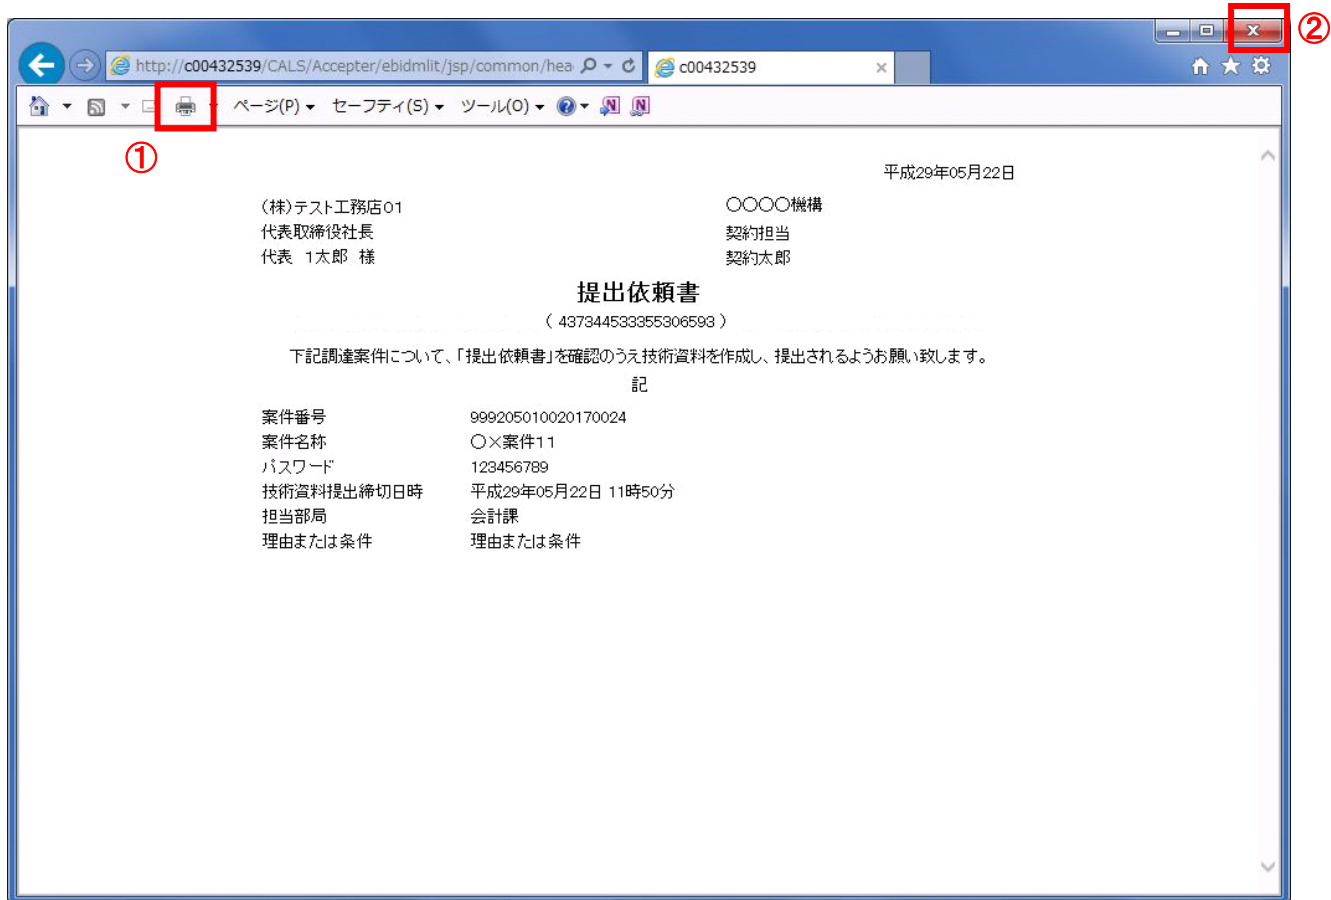 ②
http://c00432539/CALS/Accepter/ebidmlit/jsp/common/hea
c00432539
ページ(P) セーフティ(S) ツール(O)
①
平成29年05月22日
(株)テスト工務店01 〇〇〇〇機構
代表取締役社長 契約担当
代表 1太郎 様 契約太郎
提出依頼書
( 437344533355306593 )
下記調達案件について、「提出依頼書」を確認のうえ技術資料を作成し、提出されるようお願い致します。
記
案件番号 999205010020170024
案件名称 〇×案件11
パスワード 123456789
技術資料提出締切日時 平成29年05月22日 11時50分
担当部局 会計課
理由または条件 理由または条件